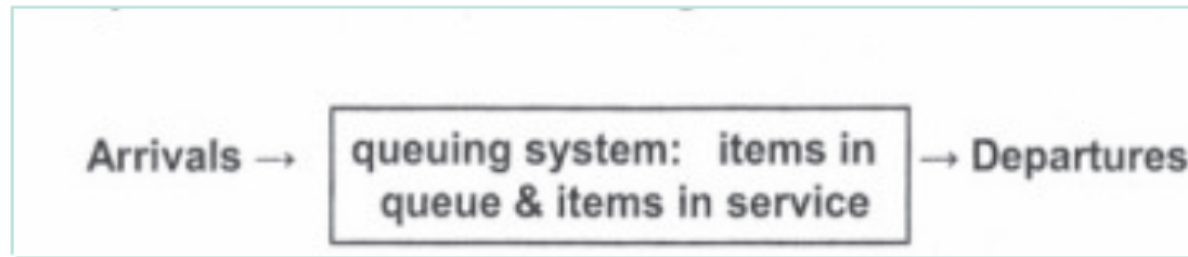 Arrivals →
queuing system: items in
queue & items in service
→ Departures